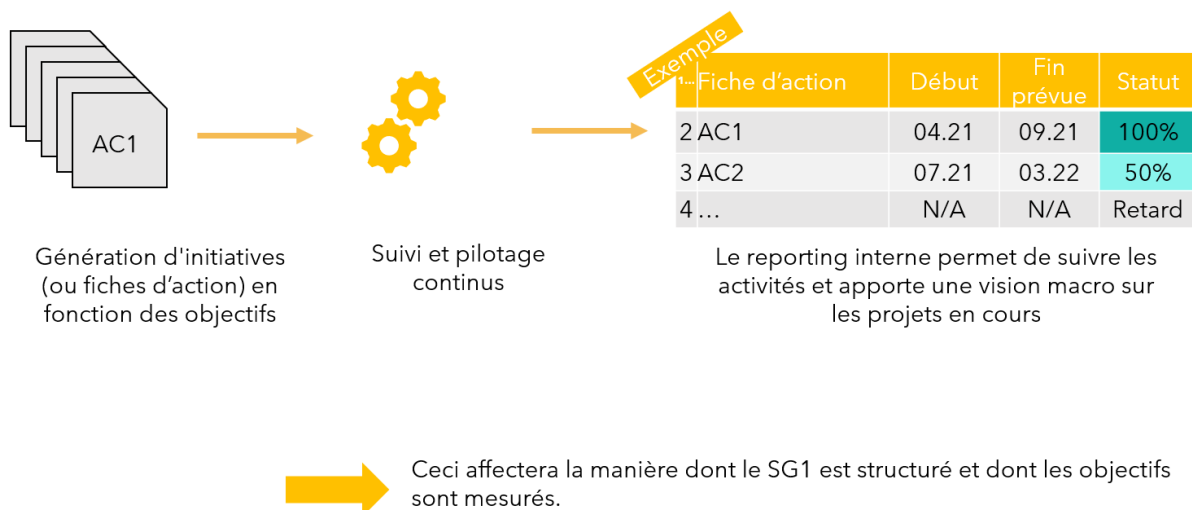 AC1
Génération d'initiatives
(ou fiches d’action) en
fonction des objectifs
Suivi et pilotage
continus
Exemple
1... Fiche d’action Début Fin prévue Statut
2 AC1 04.21 09.21 100%
3 AC2 07.21 03.22 50%
4 ... N/A N/A Retard
Le reporting interne permet de suivre les
activités et apporte une vision macro sur
les projets en cours
Ceci affectera la manière dont le SG1 est structuré et dont les objectifs
sont mesurés.